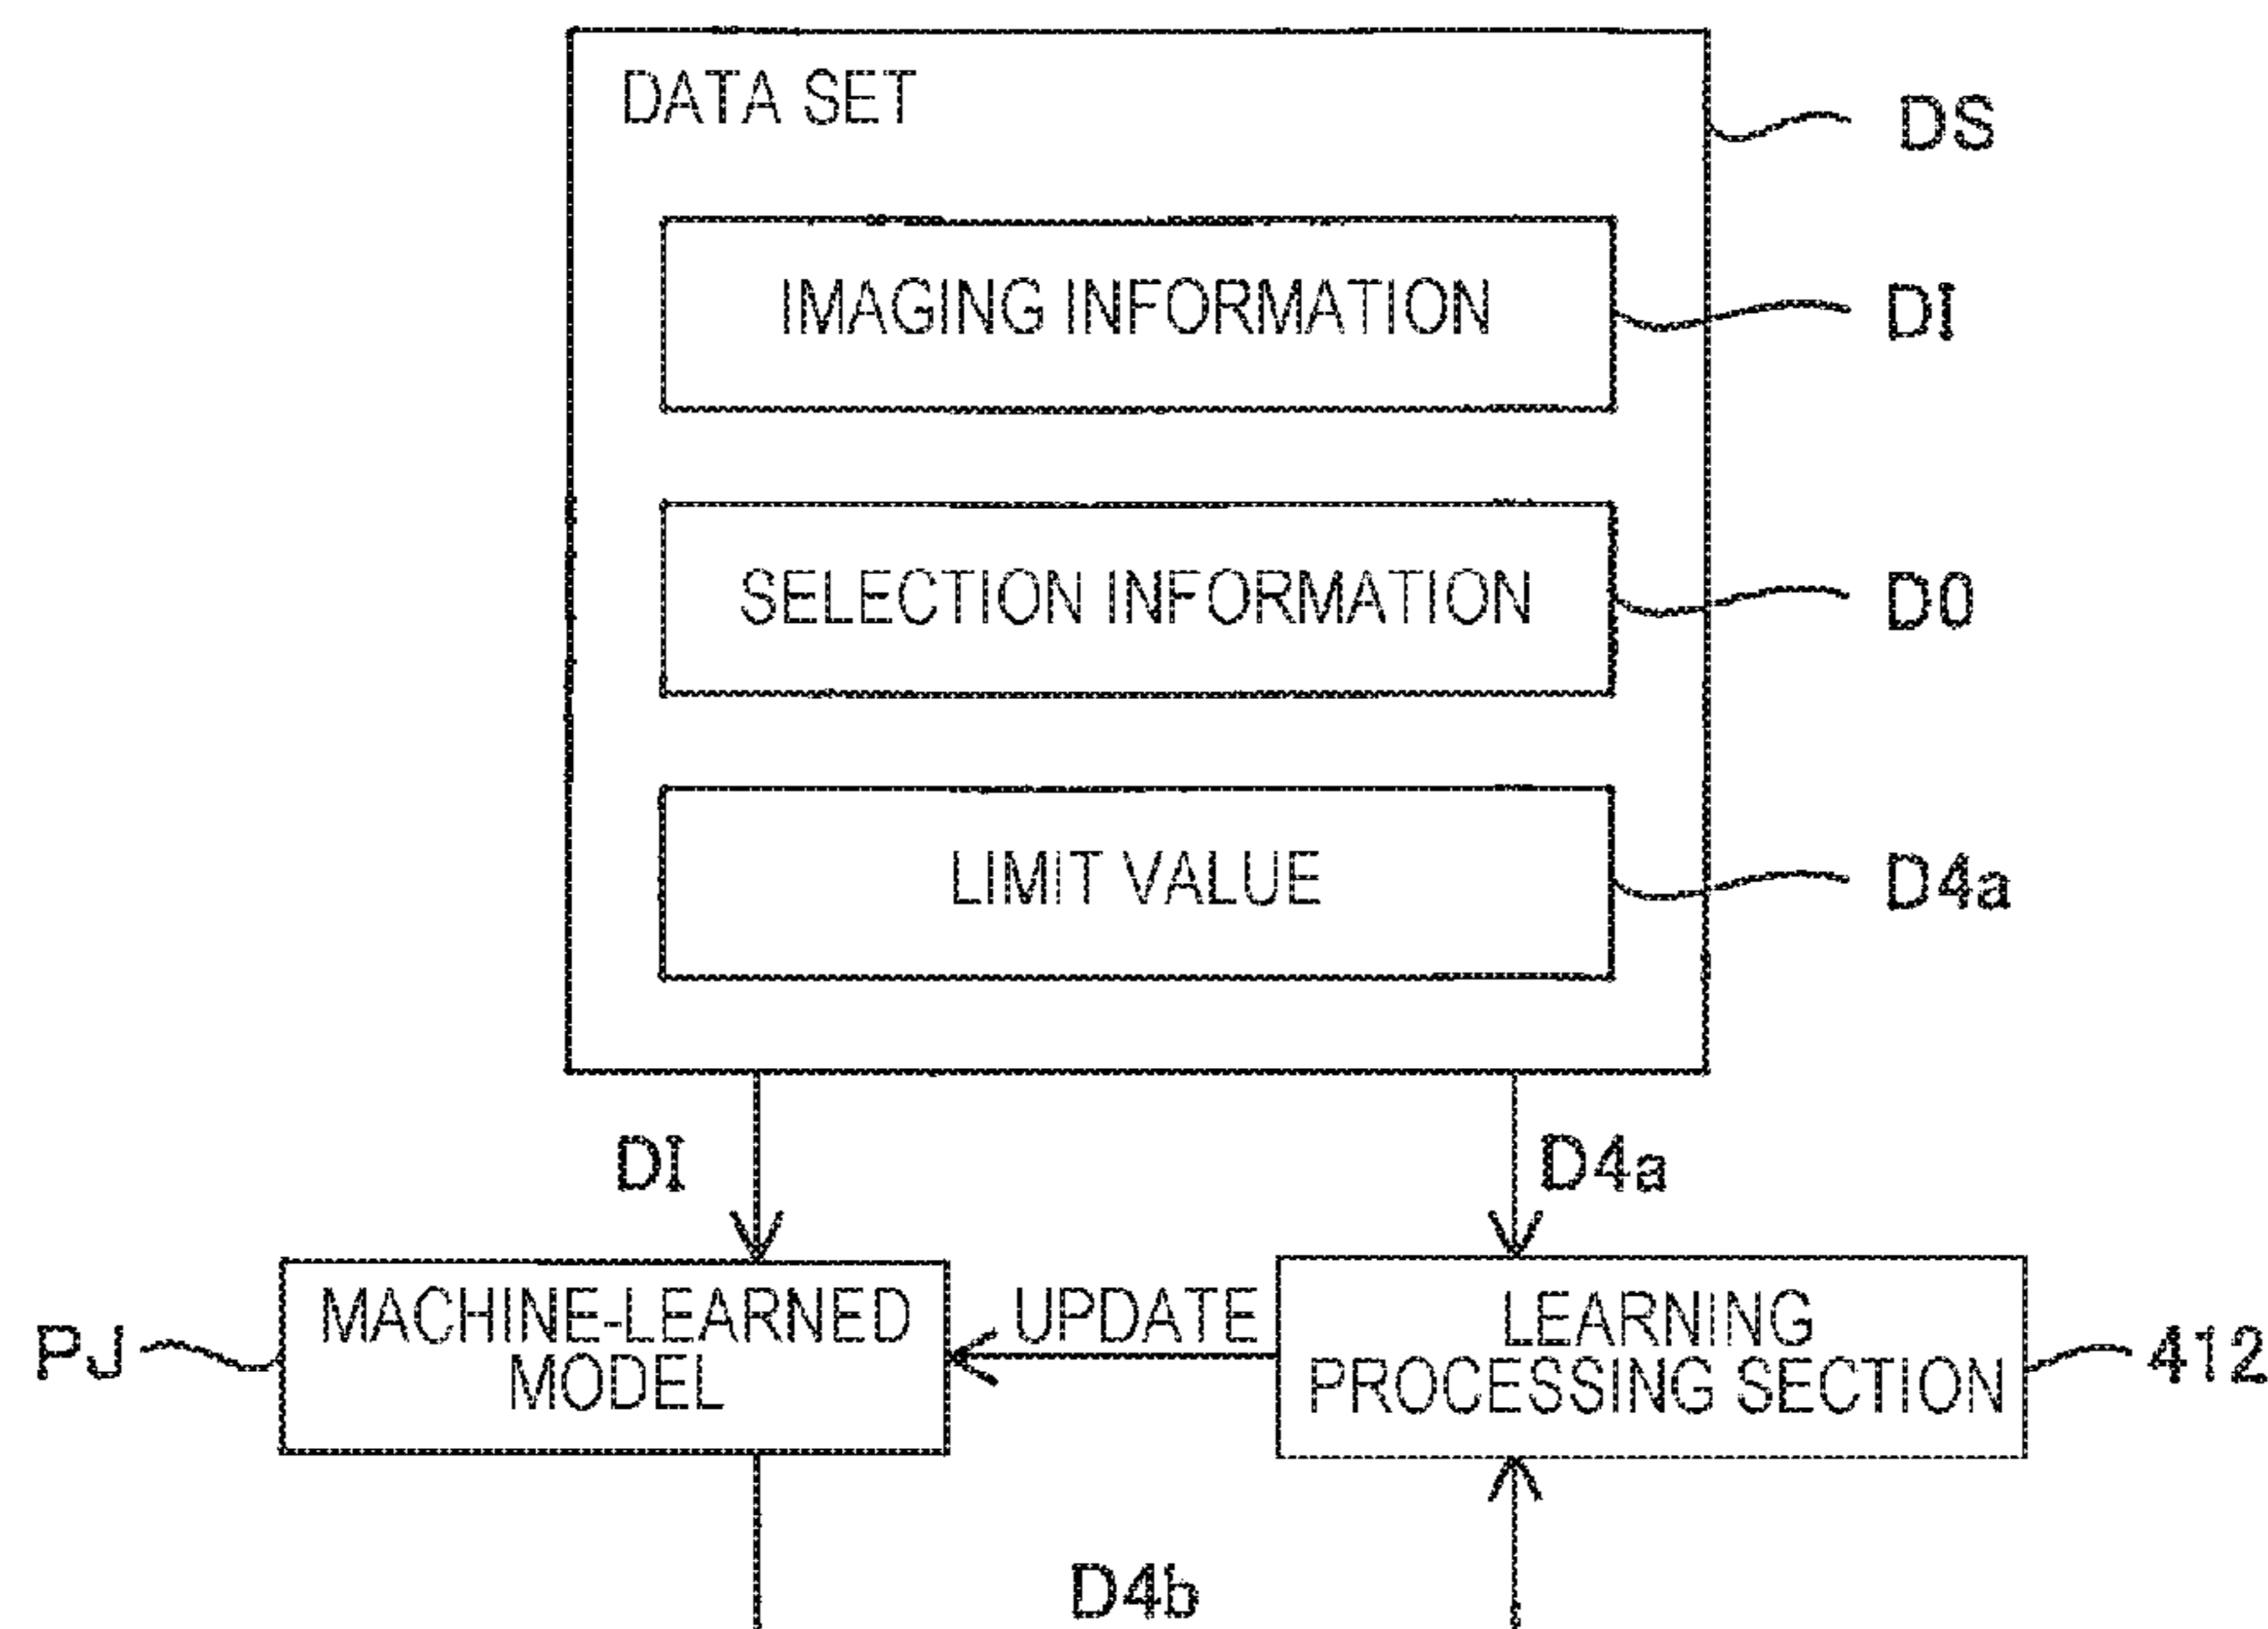 DATA SET
DS
IMAGING INFORMATION
DI
SELECTION INFORMATION
D0
LIMIT VALUE
D4a
DI
D4a
MACHINE-LEARNED
MODEL
PJ
UPDATE
LEARNING
PROCESSING SECTION
412
D4b